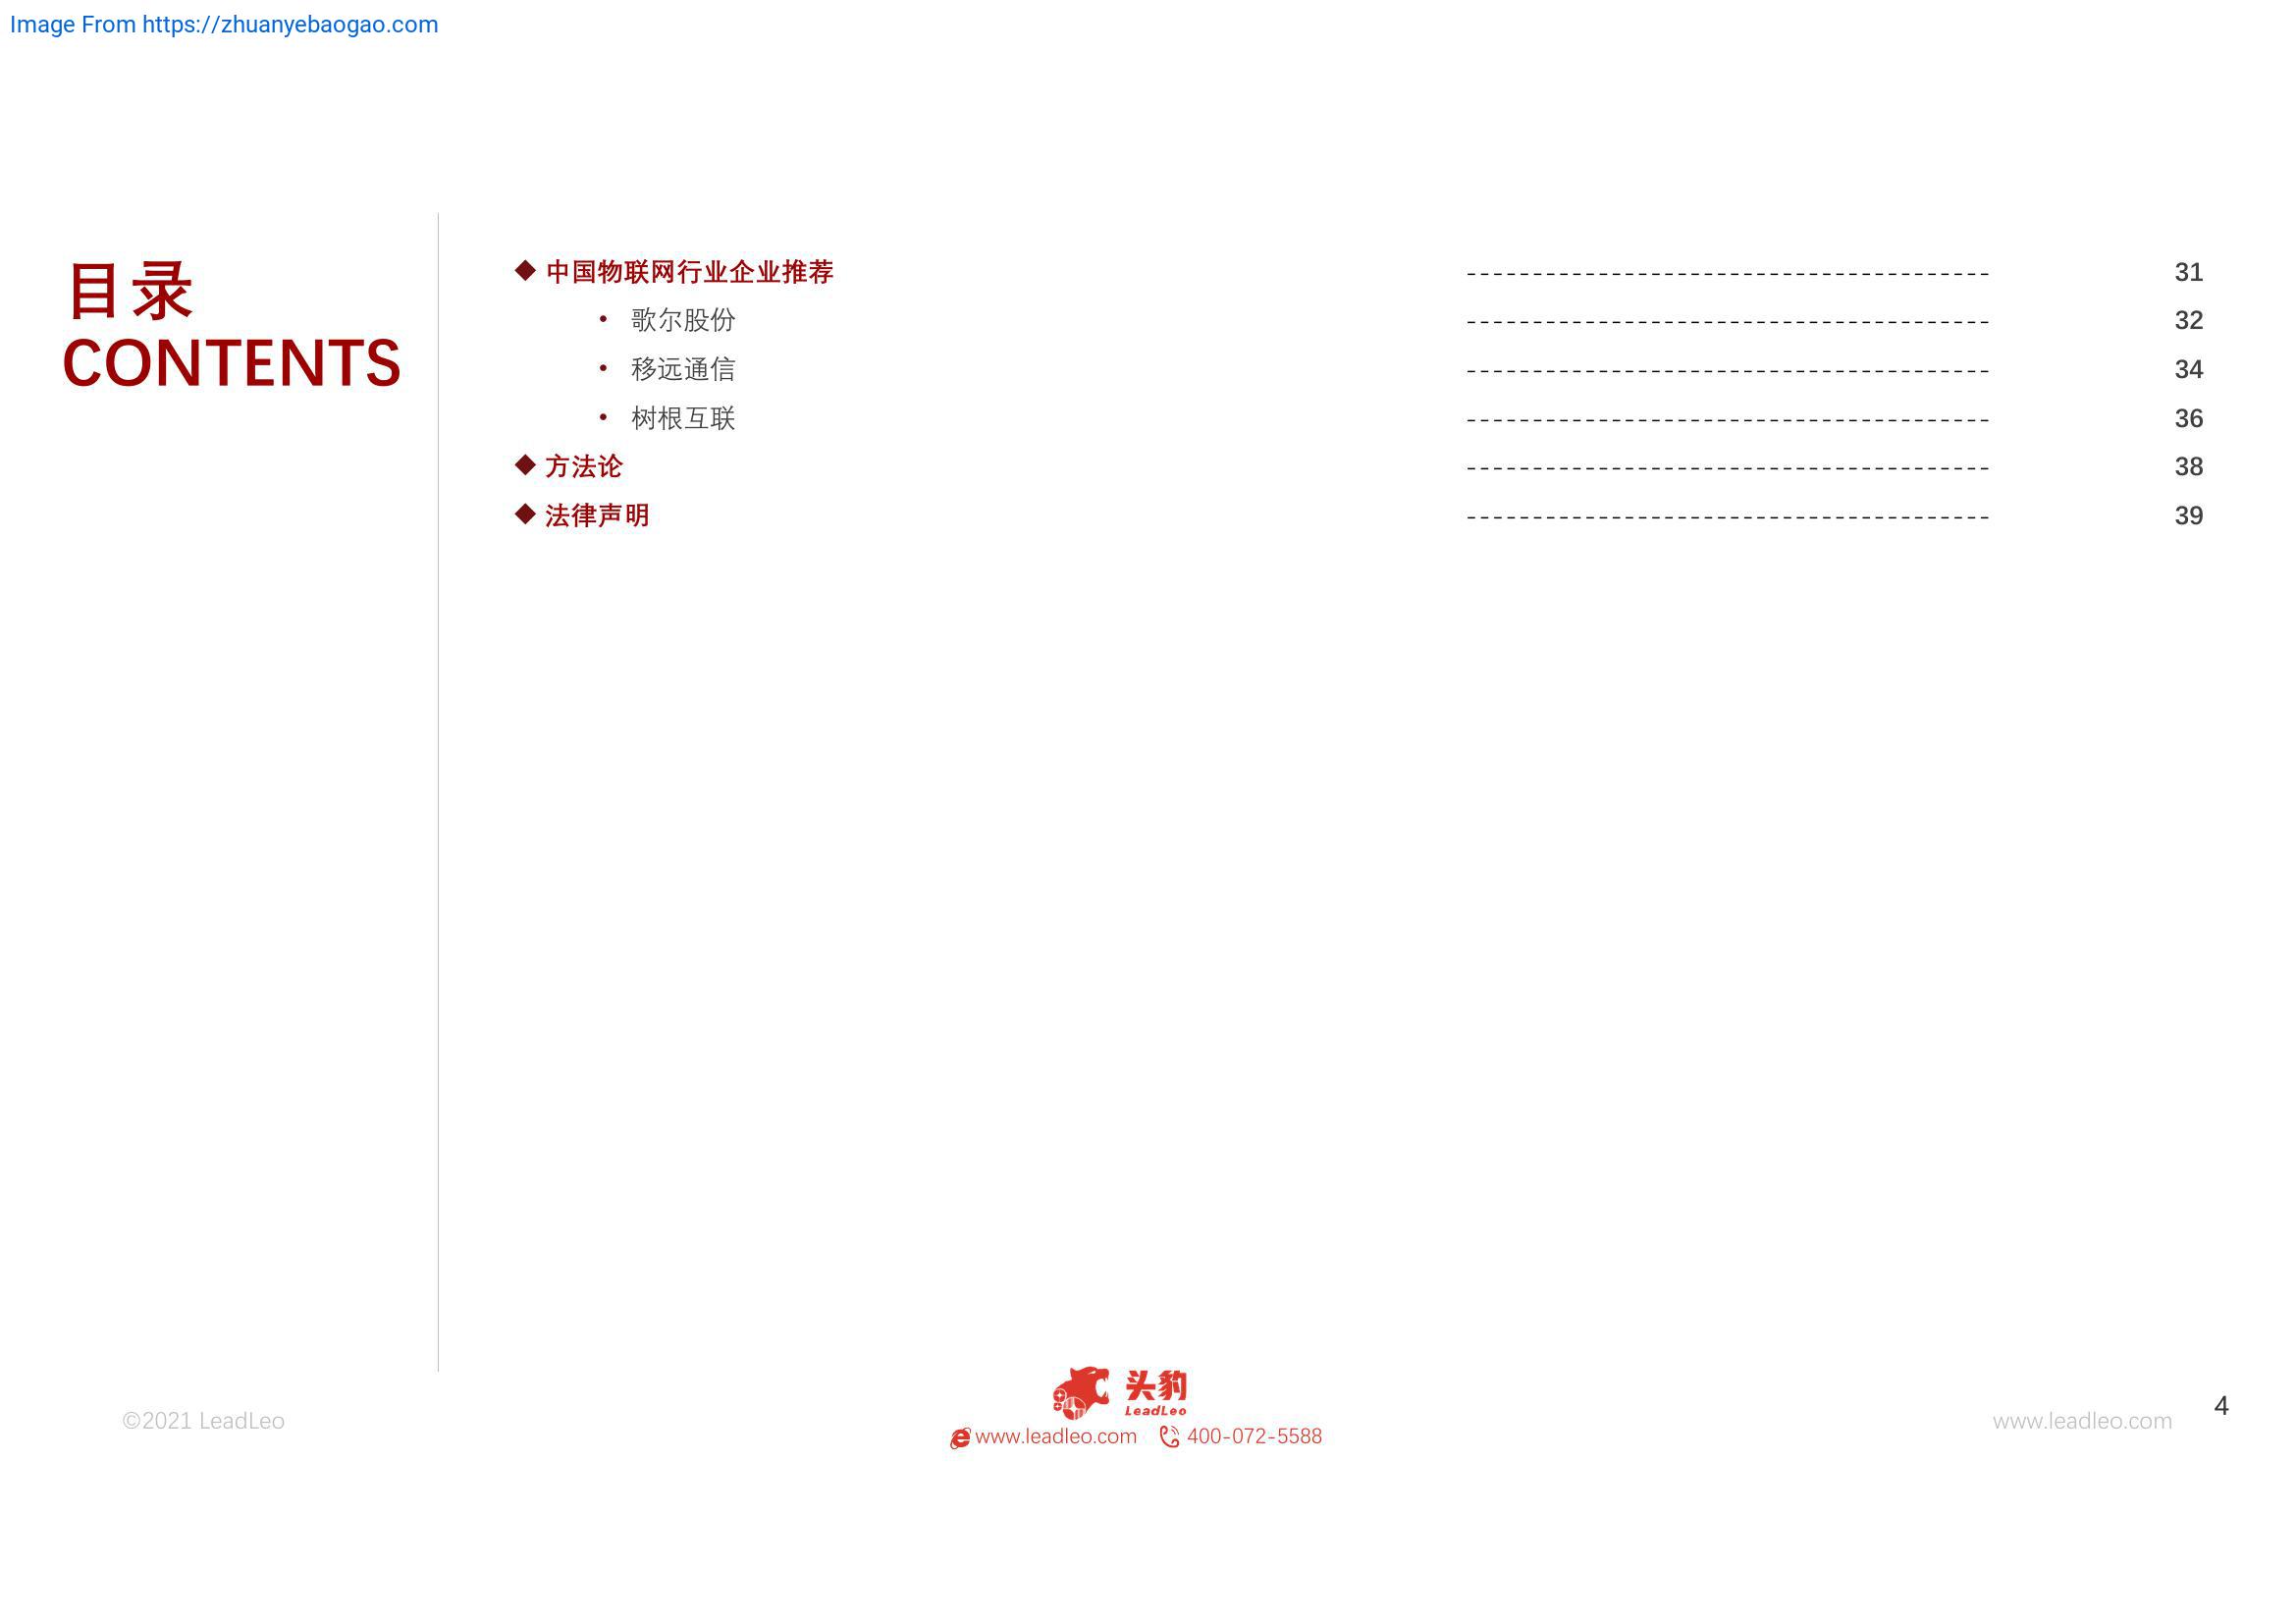 Image From https://zhuanyebaogao.com
目录
CONTENTS
◆ 中国物联网行业企业推荐 ---------------------------------------- 31
• 歌尔股份 ---------------------------------------- 32
• 移远通信 ---------------------------------------- 34
• 树根互联 ---------------------------------------- 36
◆ 方法论 ---------------------------------------- 38
◆ 法律声明 ---------------------------------------- 39
头豹
LeadLeo
©2021 LeadLeo
www.leadleo.com 400-072-5588
www.leadleo.com
4